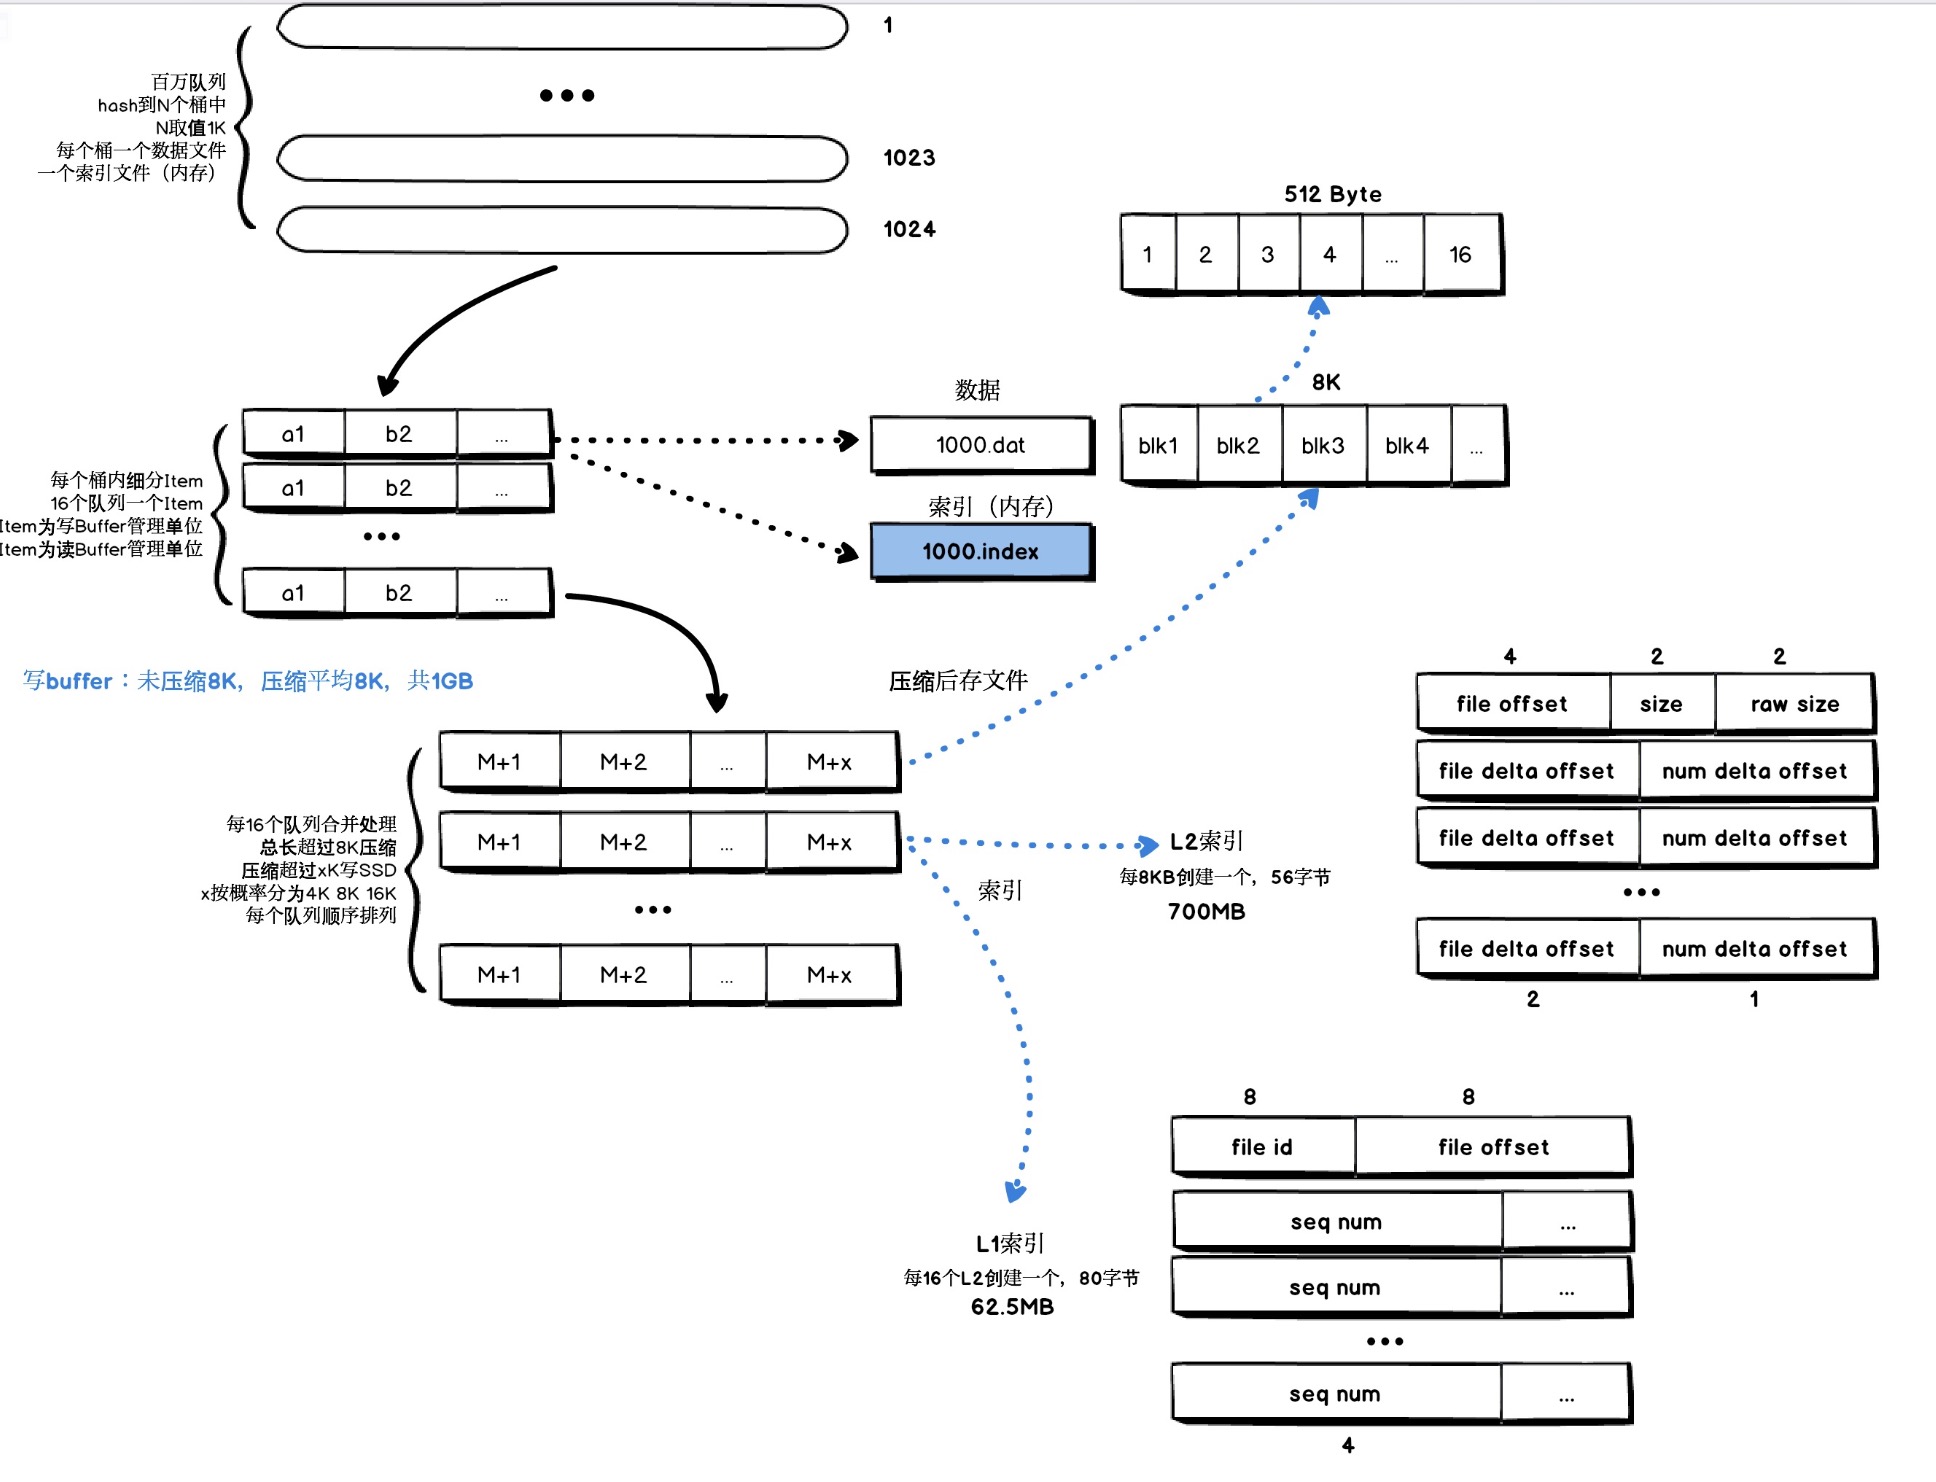 1
•••
百万队列
hash到N个桶中
N取值1K
每个桶一个数据文件
一个索引文件（内存）
1023
1024
512 Byte
1 2 3 4 ... 16
8K
blk1 blk2 blk3 blk4 ...
数据
1000.dat
索引（内存）
1000.index
a1 b2 ...
a1 b2 ...
•••
a1 b2 ...
每个桶内细分Item
16个队列一个Item
Item为写Buffer管理单位
Item为读Buffer管理单位
写buffer：未压缩8K，压缩平均8K，共1GB
压缩后存文件
M+1 M+2 ... M+x
M+1 M+2 ... M+x
•••
M+1 M+2 ... M+x
每16个队列合并处理
总长超过8K压缩
压缩超过xK写SSD
x按概率分为4K 8K 16K
每个队列顺序排列
索引
L2索引
每8KB创建一个，56字节
700MB
4 2 2
file offset size raw size
file delta offset num delta offset
file delta offset num delta offset
•••
file delta offset num delta offset
2 1
L1索引
每16个L2创建一个，80字节
62.5MB
8 8
file id file offset
seq num ...
seq num ...
•••
seq num ...
4